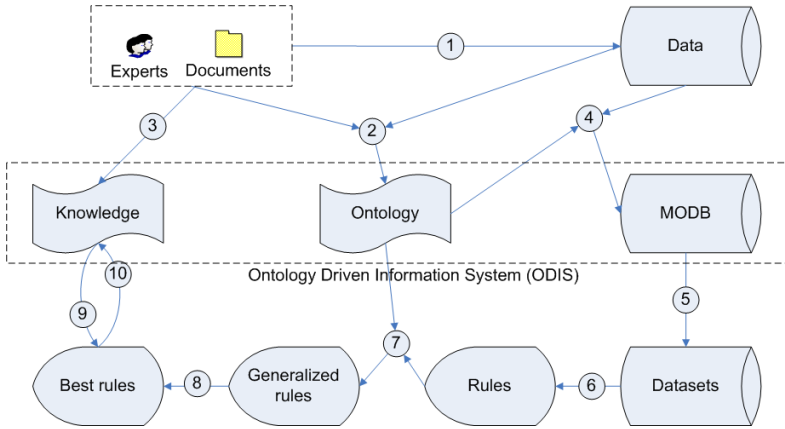 Experts
Documents
1
Data
3
2
4
Knowledge
Ontology
MODB
10
Ontology Driven Information System (ODIS)
9
5
7
Best rules
8
Generalized
rules
Rules
6
Datasets